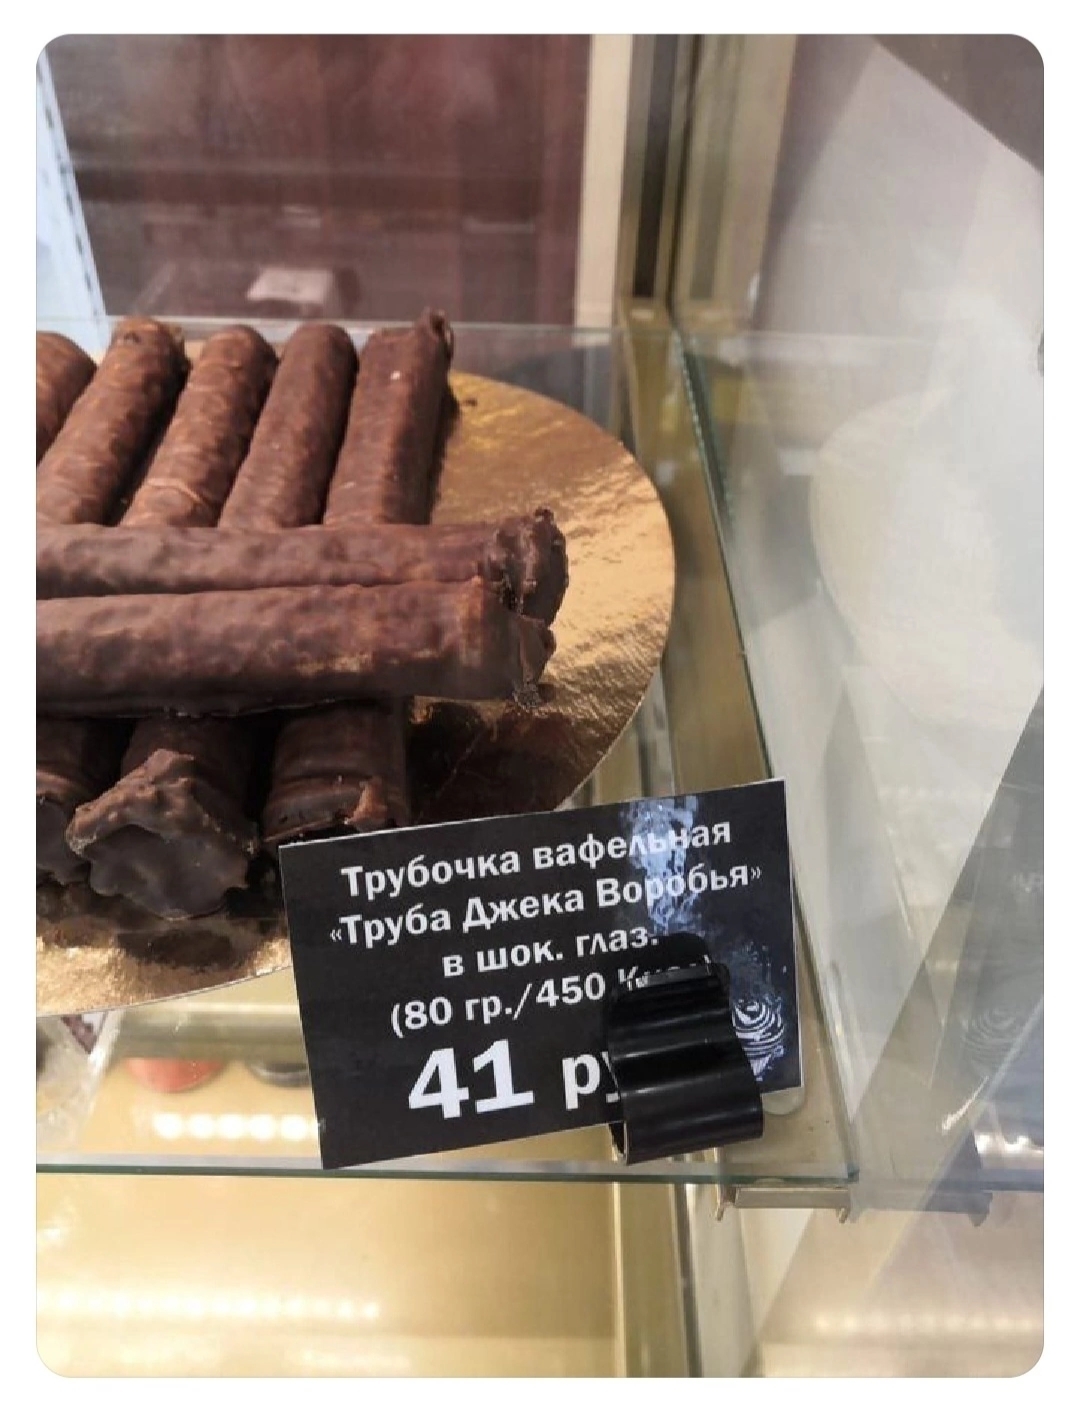 Трубочка вафельная
«Труба Джека Воробья»
в шок. глаз.
(80 гр./450
41